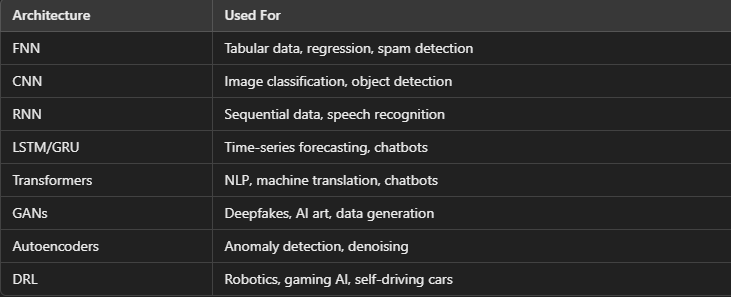 Architecture Used For
FNN Tabular data, regression, spam detection
CNN Image classification, object detection
RNN Sequential data, speech recognition
LSTM/GRU Time-series forecasting, chatbots
Transformers NLP, machine translation, chatbots
GANs Deepfakes, AI art, data generation
Autoencoders Anomaly detection, denoising
DRL Robotics, gaming AI, self-driving cars